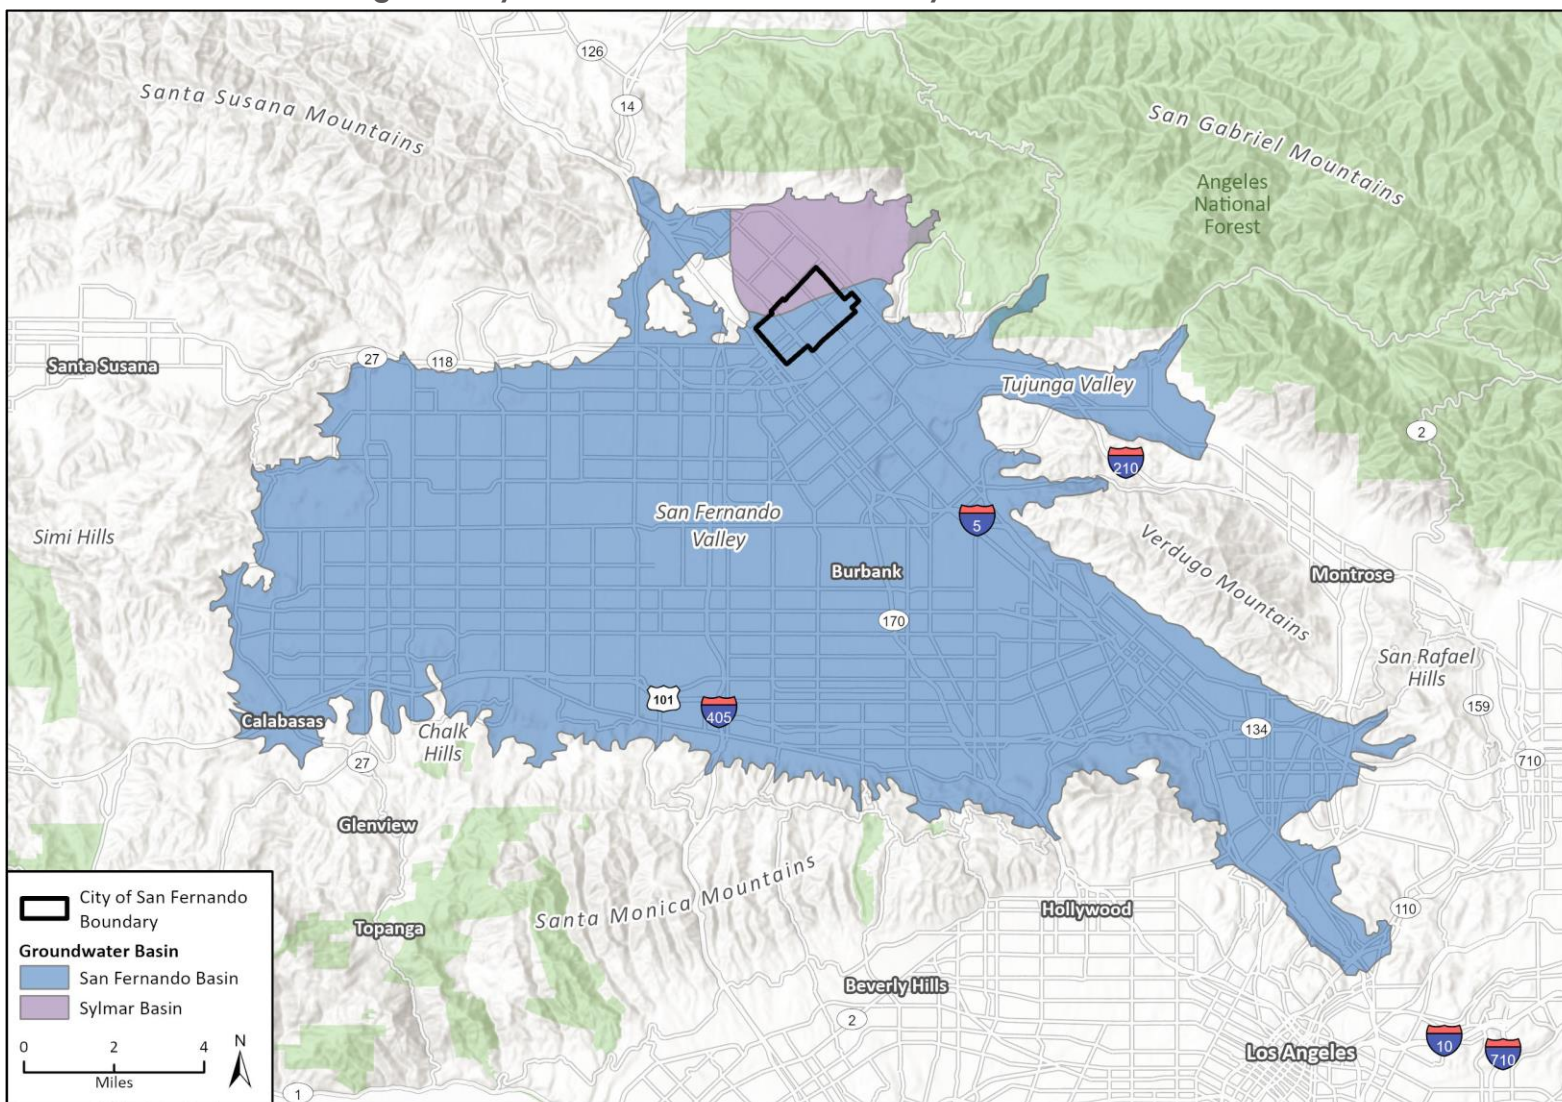 126
14
Santa Susana Mountains
San Gabriel Mountains
Angeles
National
Forest
Santa Susana
27
118
Tujunga Valley
2
210
San Fernando
Valley
5
Simi Hills
Verdugo Mountains
Burbank
Montrose
170
San Rafael
Hills
101
405
159
Calabasas
Chalk
Hills
134
27
710
Glenview
Santa Monica Mountains
Topanga
Hollywood
110
Beverly Hills
2
Los Angeles
10
710
1
City of San Fernando
Boundary
Groundwater Basin
San Fernando Basin
Sylmar Basin
0 2 4
Miles
N